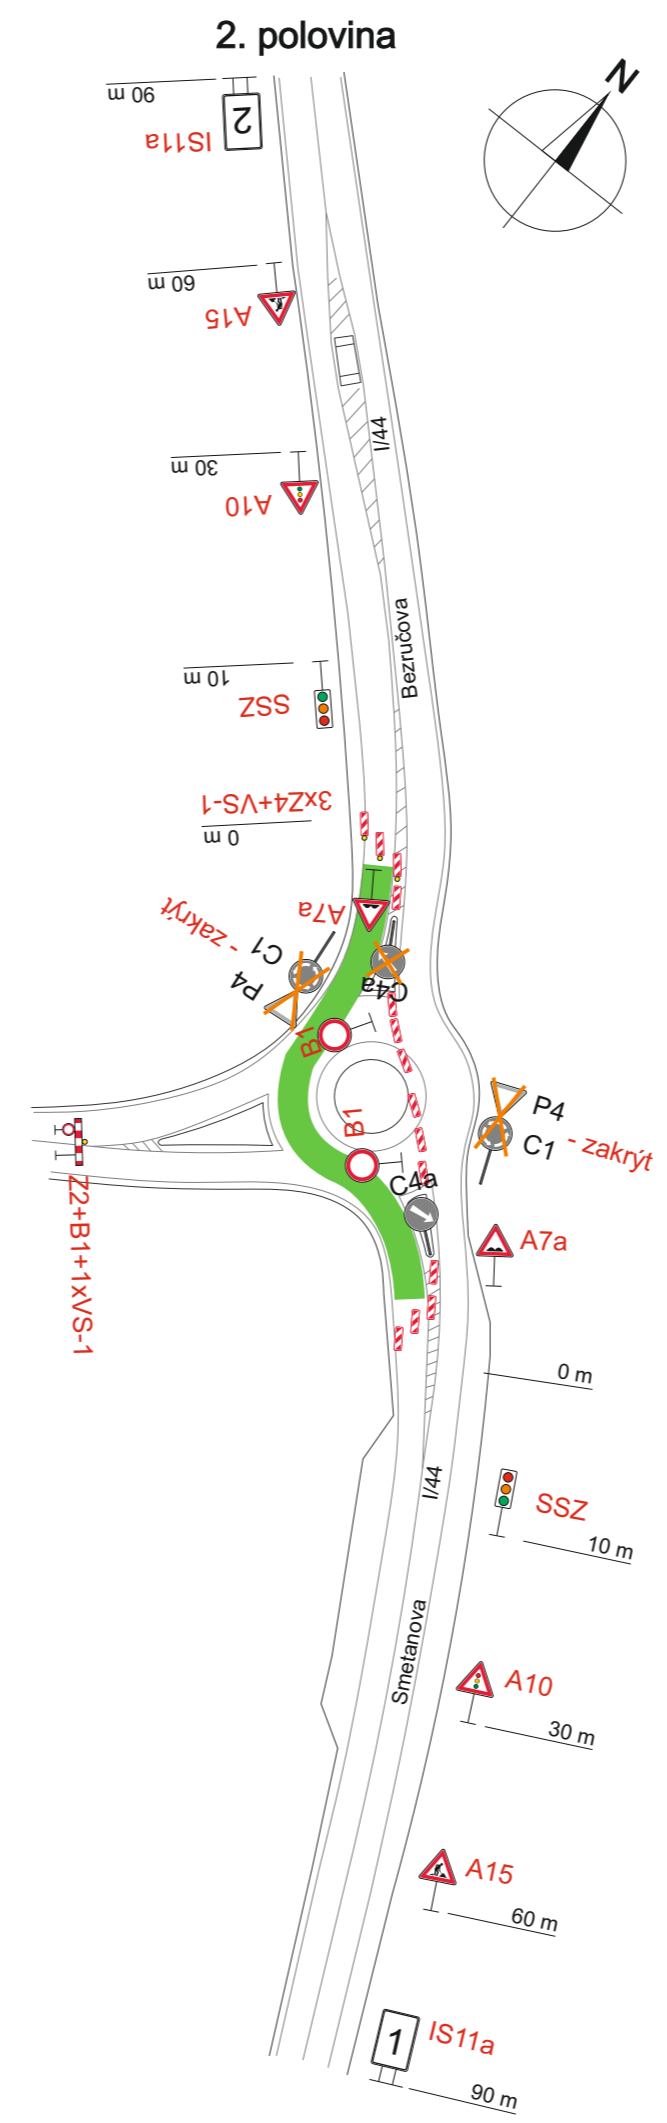 2. polovina
N
90 m
2
IS11a
60 m
A15
I/44
30 m
A10
Bezručova
10 m
SSZ
3xZ4+VS-1
0 m
A7a
C1 - zakrýt
P4
C4a
B1
P4
C1 - zakrýt
B1
C4a
Z2+B1+1xVS-1
A7a
0 m
I/44
SSZ
10 m
Smetanova
A10
30 m
A15
60 m
1
IS11a
90 m